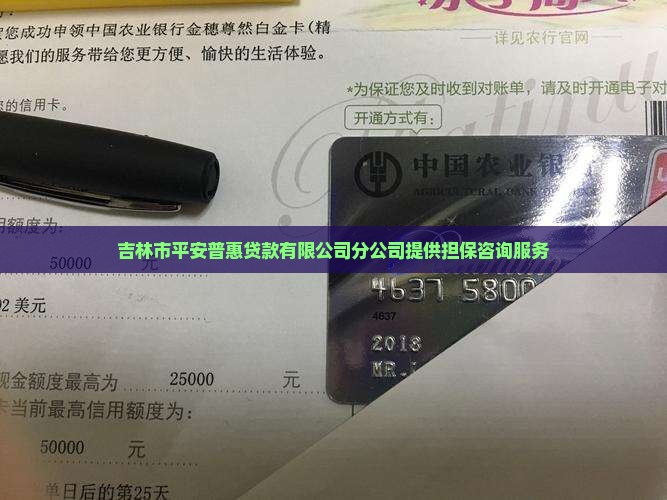 您成功申领中国农业银行金穗尊然白金卡(精
愿我们的服务带给您更方便、愉快的生活体验。
详见农行官网
*为保证您及时收到对账单,请及时开通电子对
的信用卡。
开通方式有:
中国农业银行
AGRICULTURAL BANK OF
用额度为:
吉林市平安普惠贷款有限公司分公司提供担保咨询服务
50000 元
4637 5800
4637
2 美元
2018
MR.
现金额度最高为 25000 元
卡当前最高信用额度为:
50000 元
单日后的第25天